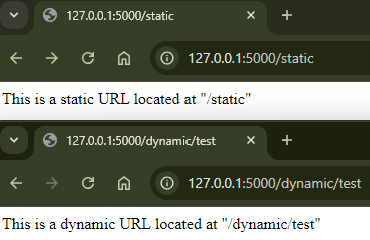 127.0.0.1:5000/static
127.0.0.1:5000/static
This is a static URL located at "/static"
127.0.0.1:5000/dynamic/test
127.0.0.1:5000/dynamic/test
This is a dynamic URL located at "/dynamic/test"